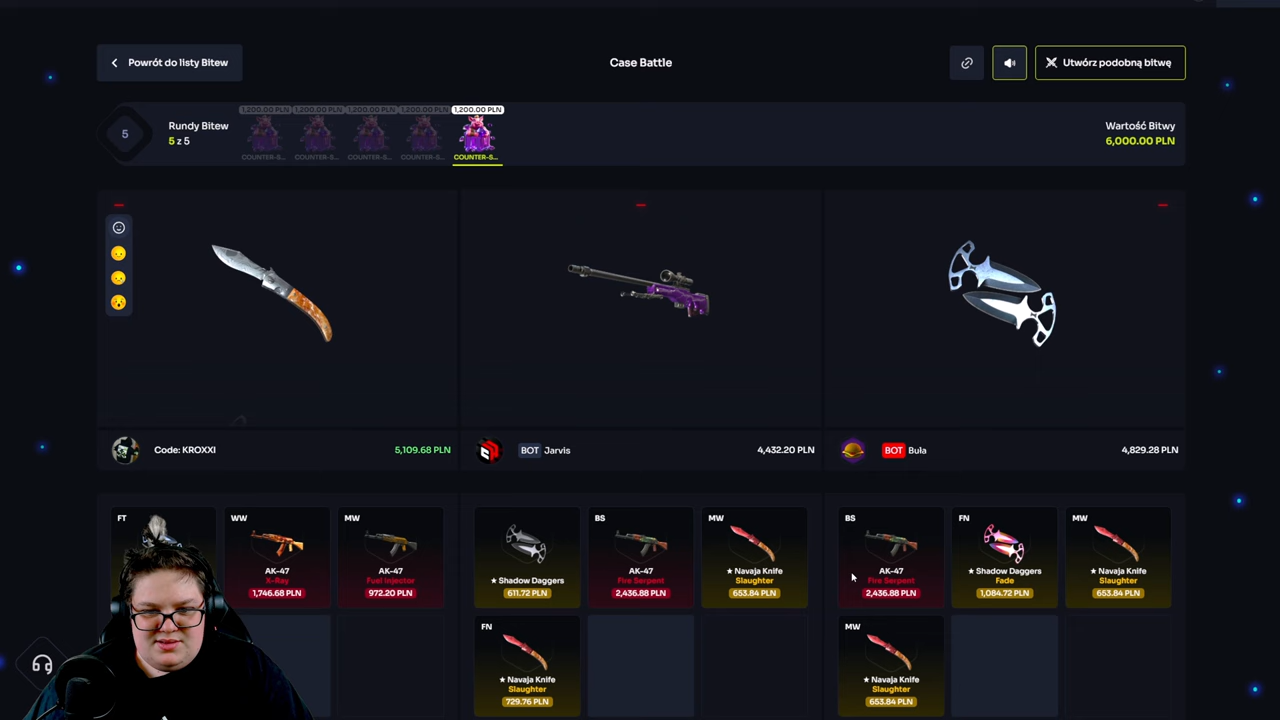 Powrót do listy Bitew
Case Battle
Utwórz podobną bitwę
5
Rundy Bitew
5 z 5
1,200.00 PLN
1,200.00 PLN
1,200.00 PLN
1,200.00 PLN
1,200.00 PLN
COUNTER-S...
COUNTER-S...
COUNTER-S...
COUNTER-S...
COUNTER-S...
Wartość Bitwy
6,000.00 PLN
Code: KROXXI
5,109.68 PLN
BOT Jarvis
4,432.20 PLN
BOT Buła
4,829.28 PLN
FT
WW
AK-47
X-Ray
1,746.68 PLN
MW
AK-47
Fuel Injector
972.20 PLN
★ Shadow Daggers
611.72 PLN
BS
AK-47
Fire Serpent
2,436.88 PLN
MW
★ Navaja Knife
Slaughter
653.84 PLN
BS
AK-47
Fire Serpent
2,436.88 PLN
FN
★ Shadow Daggers
Fade
1,084.72 PLN
MW
★ Navaja Knife
Slaughter
653.84 PLN
FN
★ Navaja Knife
Slaughter
729.76 PLN
MW
★ Navaja Knife
Slaughter
653.84 PLN